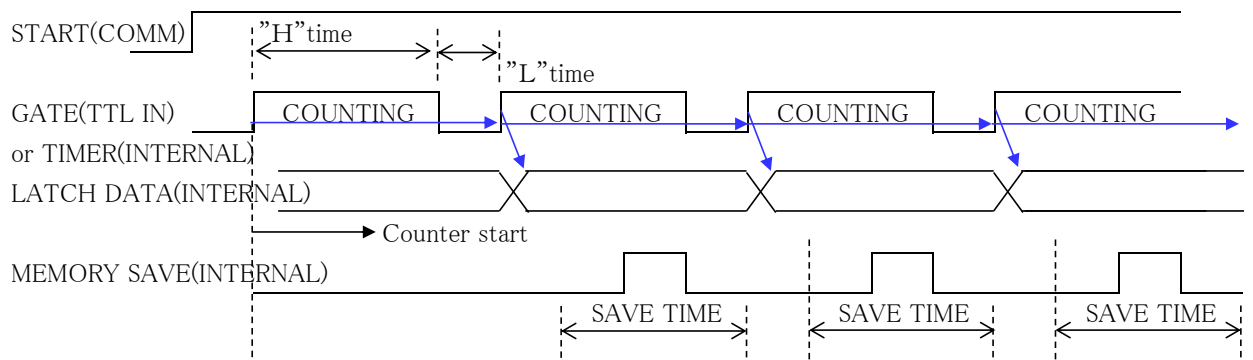 START(COMM)
”H”time
”L”time
GATE(TTL IN)
COUNTING
COUNTING
COUNTING
COUNTING
or TIMER(INTERNAL)
LATCH DATA(INTERNAL)
Counter start
MEMORY SAVE(INTERNAL)
SAVE TIME
SAVE TIME
SAVE TIME